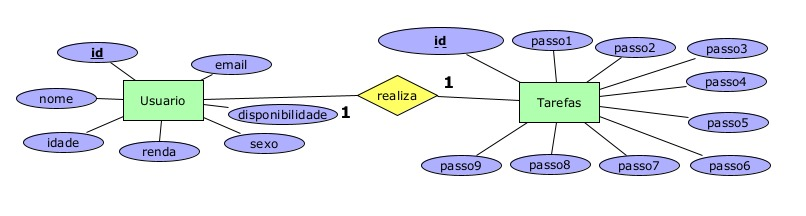 id
email
nome
Usuario
disponibilidade
1
idade
renda
sexo
realiza
1
id
passo1
passo2
passo3
passo4
Tarefas
passo5
passo9
passo8
passo7
passo6